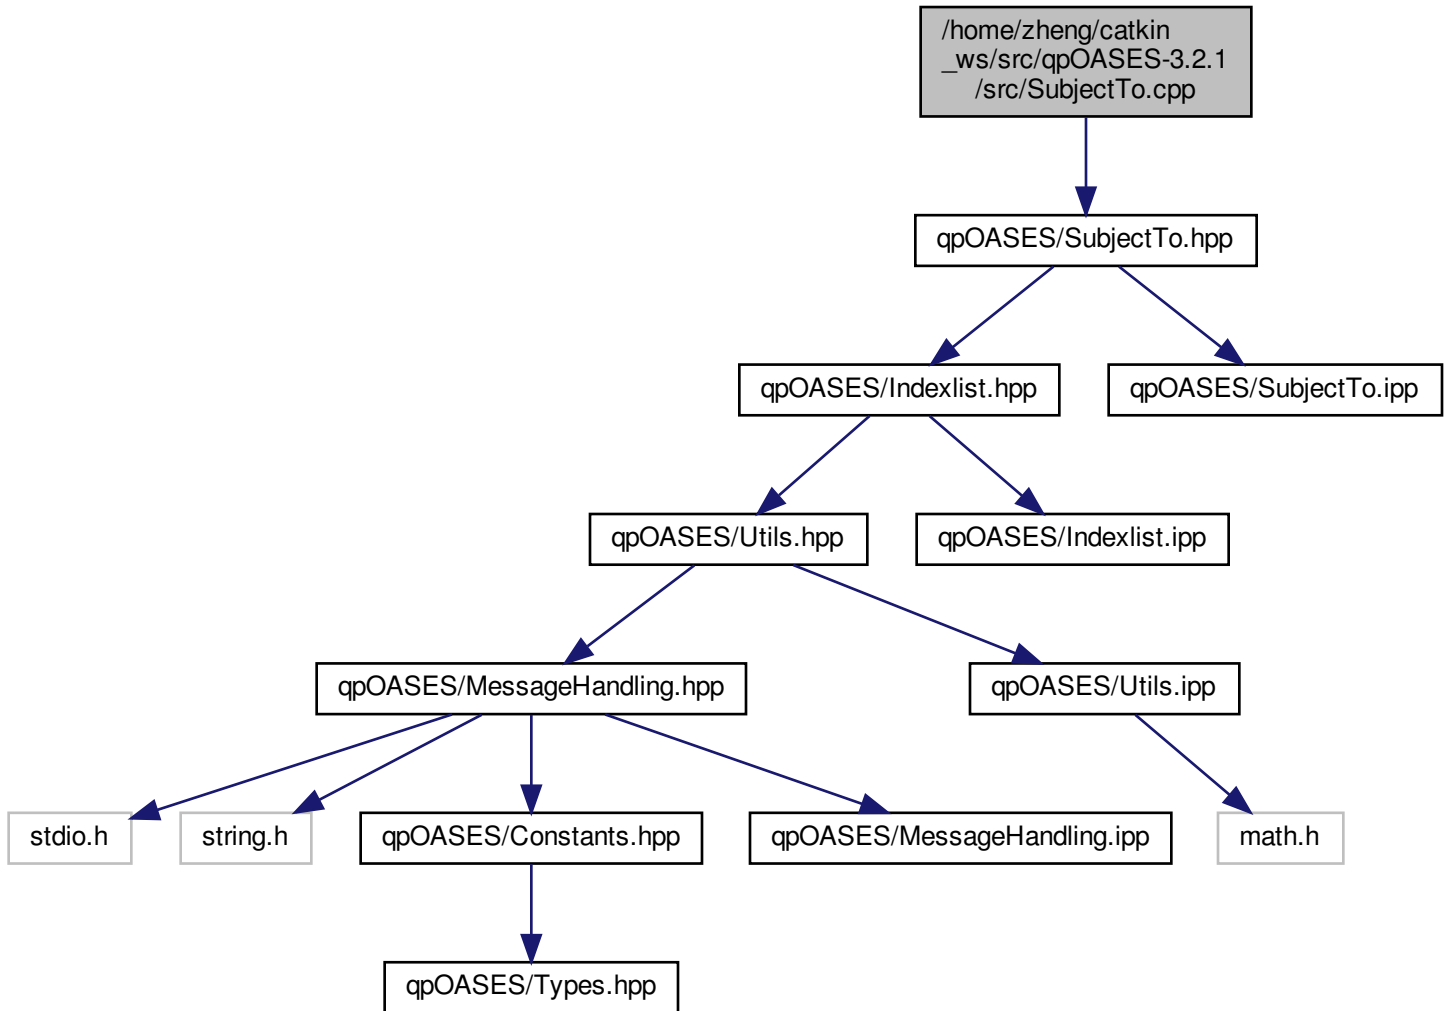 /home/zheng/catkin
_ws/src/qpOASES-3.2.1
/src/SubjectTo.cpp
qpOASES/SubjectTo.hpp
qpOASES/Indexlist.hpp
qpOASES/SubjectTo.ipp
qpOASES/Utils.hpp
qpOASES/Indexlist.ipp
qpOASES/MessageHandling.hpp
qpOASES/Utils.ipp
stdio.h
string.h
qpOASES/Constants.hpp
qpOASES/MessageHandling.ipp
math.h
qpOASES/Types.hpp